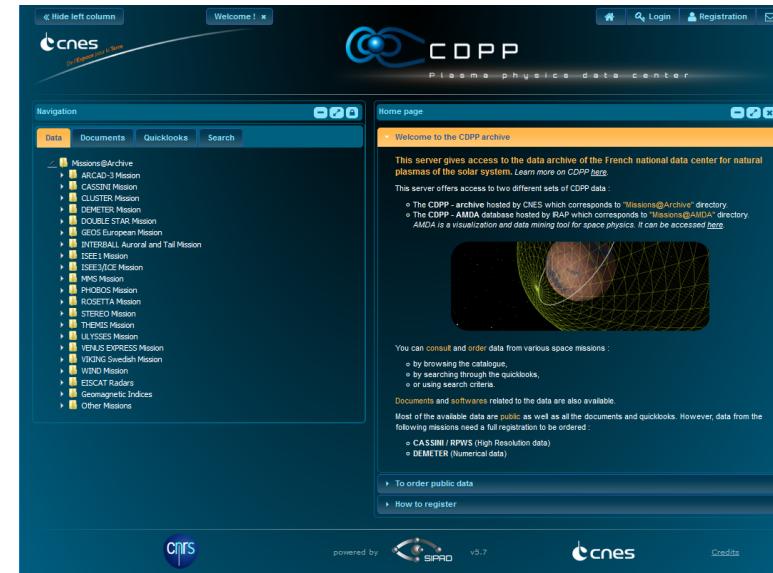 « Hide left column
Welcome ! ×
Login
Registration
cnes
De l'Espace pour la Terre
CDPP
Plasma physics data center
Navigation
Home page
Data
Documents
Quicklooks
Search
Missions@Archive
ARCAD-3 Mission
CASSINI Mission
CLUSTER Mission
DEMETER Mission
DOUBLE STAR Mission
GEOS European Mission
INTERBALL Auroral and Tail Mission
ISEE1 Mission
ISEE3/ICE Mission
MMS Mission
PHOBOS Mission
ROSETTA Mission
STEREO Mission
THEMIS Mission
ULYSSES Mission
VENUS EXPRESS Mission
VIKING Swedish Mission
WIND Mission
EISCAT Radars
Geomagnetic Indices
Other Missions
Welcome to the CDPP archive
This server gives access to the data archive of the French national data center for natural
plasmas of the solar system. Learn more on CDPP here.
This server offers access to two different sets of CDPP data :
The CDPP - archive hosted by CNES which corresponds to "Missions@Archive" directory.
The CDPP - AMDA database hosted by IRAP which corresponds to "Missions@AMDA" directory.
AMDA is a visualization and data mining tool for space physics. It can be accessed here.
You can consult and order data from various space missions :
by browsing the catalogue,
by searching through the quicklooks,
or using search criteria.
Documents and softwares related to the data are also available.
Most of the available data are public as well as all the documents and quicklooks. However, data from the
following missions need a full registration to be ordered :
CASSINI / RPWS (High Resolution data)
DEMETER (Numerical data)
To order public data
How to register
cnrs
powered by
SIPAD
v5.7
cnes
Credits